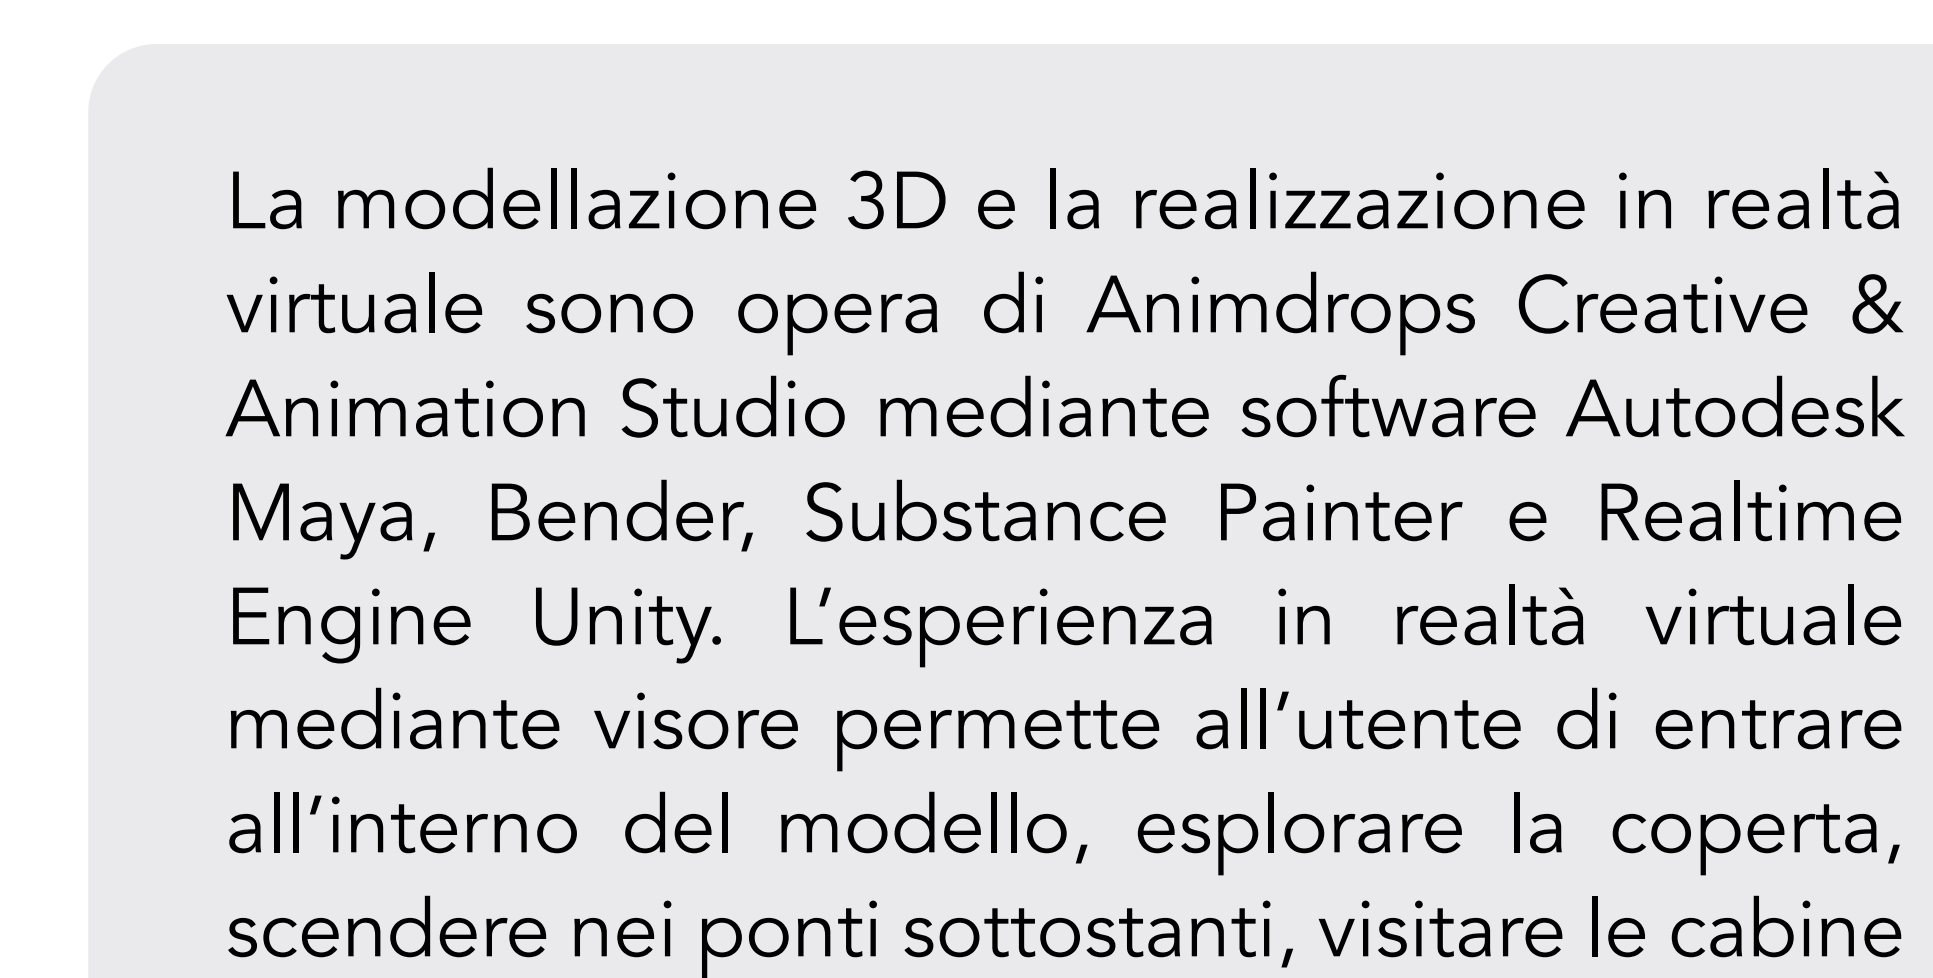 La modellazione 3D e la realizzazione in realtà
virtuale sono opera di Animdrops Creative &
Animation Studio mediante software Autodesk
Maya, Bender, Substance Painter e Realtime
Engine Unity. L’esperienza in realtà virtuale
mediante visore permette all’utente di entrare
all’interno del modello, esplorare la coperta,
scendere nei ponti sottostanti, visitare le cabine